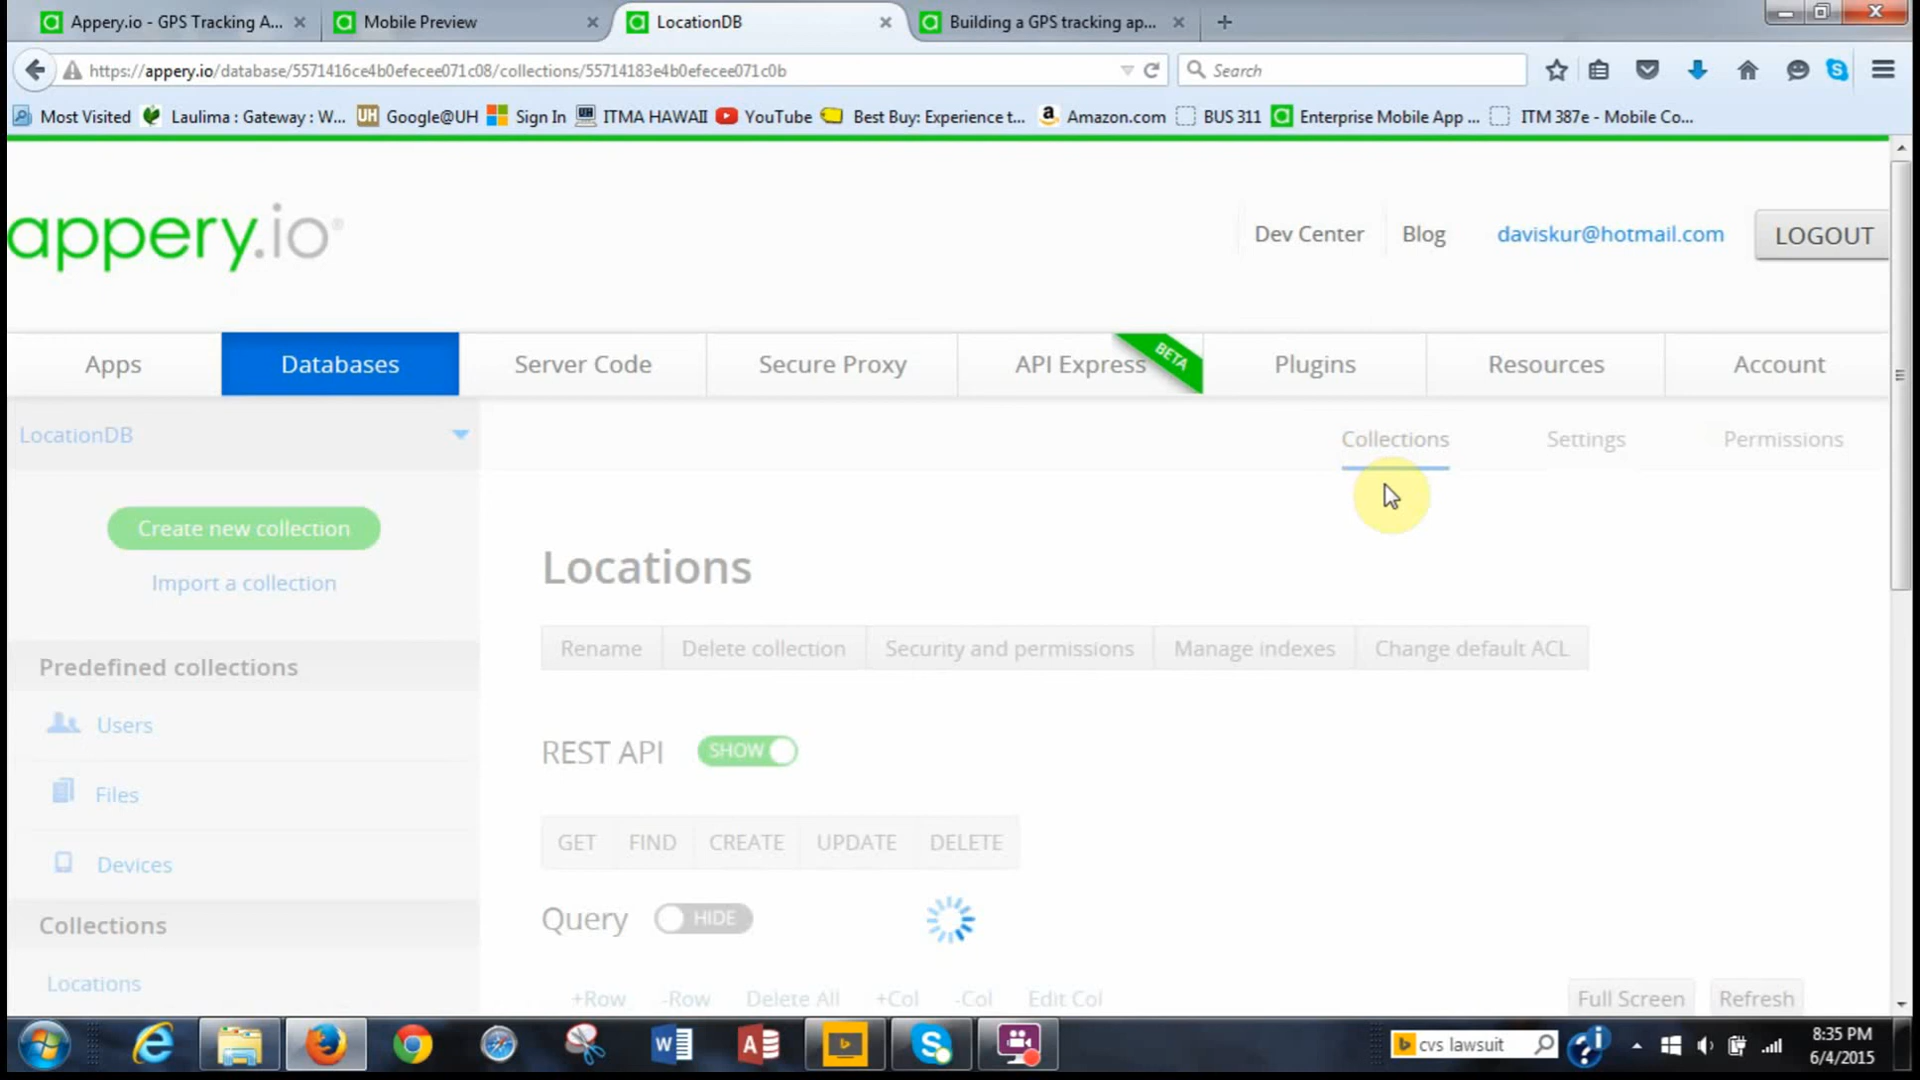 Appery.io - GPS Tracking A... Mobile Preview LocationDB Building a GPS tracking ap...
https://appery.io/database/5571416ce4b0efecee071c08/collections/55714183e4b0efecee071c0b Search
Most Visited Laulima : Gateway : W... UH Google@UH Sign In ITMA HAWAII YouTube Best Buy: Experience t... a Amazon.com BUS 311 Enterprise Mobile App ... ITM 387e - Mobile Co...
appery.io® Dev Center Blog daviskur@hotmail.com LOGOUT
Apps Databases Server Code Secure Proxy API Express BETA Plugins Resources Account
LocationDB Collections Settings Permissions
Create new collection
Import a collection
Locations
Rename Delete collection Security and permissions Manage indexes Change default ACL
Predefined collections
Users
REST API SHOW
Files
GET FIND CREATE UPDATE DELETE
Devices
Query HIDE
Collections
Locations
+Row -Row Delete All +Col -Col Edit Col Full Screen Refresh
cvs lawsuit
8:35 PM
6/4/2015